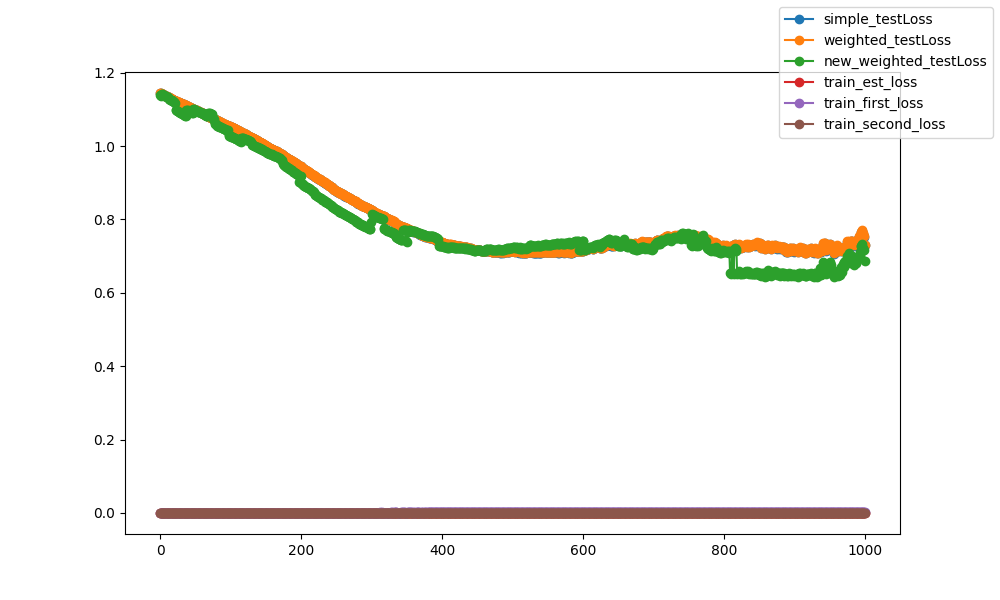 simple_testLoss
weighted_testLoss
new_weighted_testLoss
train_est_loss
train_first_loss
train_second_loss
1.2
1.0
0.8
0.6
0.4
0.2
0.0
0 200 400 600 800 1000